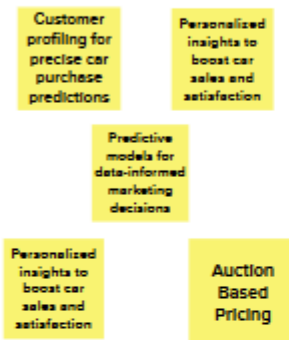 Customer
profiling for
precise car
purchase
predictions
Personalized
insights to
boost car
sales and
satisfaction
Predictive
models for
data-informed
marketing
decisions
Personalized
insights to
boost car
sales and
satisfaction
Auction
Based
Pricing